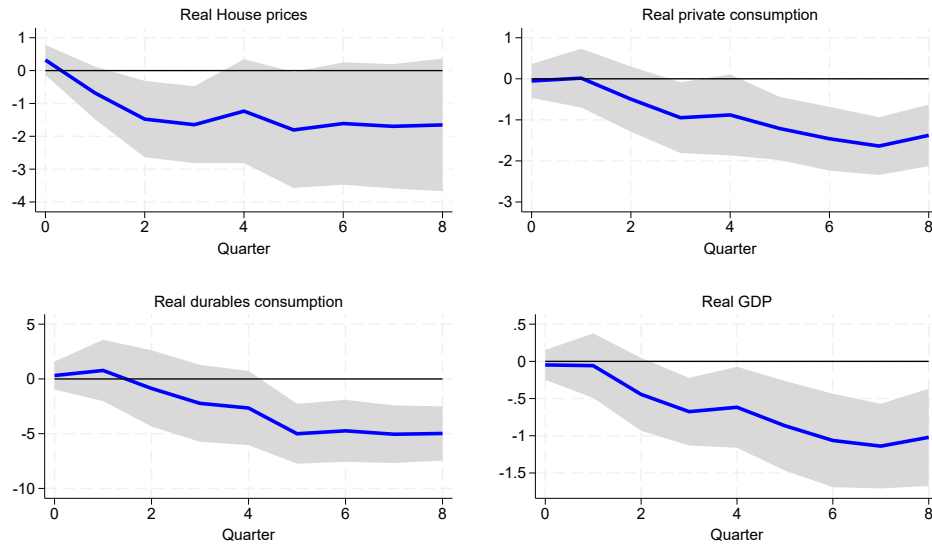 Real House prices
1
0
-1
-2
-3
-4
0 2 4 6 8
Quarter
Real private consumption
1
0
-1
-2
-3
0 2 4 6 8
Quarter
Real durables consumption
5
0
-5
-10
0 2 4 6 8
Quarter
Real GDP
.5
0
-.5
-1
-1.5
0 2 4 6 8
Quarter